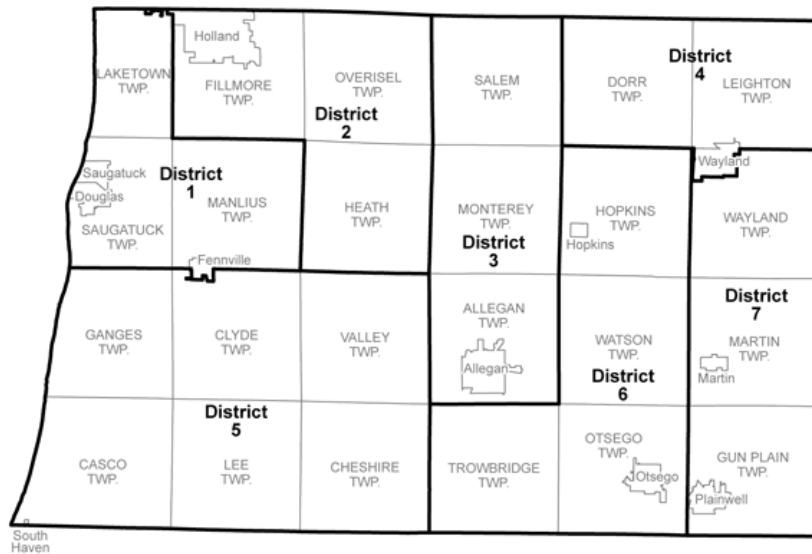 Holland
LAKETOWN
TWP.
FILLMORE
TWP.
OVERISEL
TWP.
SALEM
TWP.
DORR
TWP.
District
4
LEIGHTON
TWP.
District
2
Saugatuck
Douglas
SAUGATUCK
TWP.
District
1
MANLIUS
TWP.
Fennville
HEATH
TWP.
MONTEREY
TWP.
District
3
HOPKINS
TWP.
Hopkins
Wayland
WAYLAND
TWP.
GANGES
TWP.
CLYDE
TWP.
VALLEY
TWP.
ALLEGAN
TWP.
Allegan
WATSON
TWP.
District
6
District
7
MARTIN
TWP.
Martin
District
5
CASCO
TWP.
LEE
TWP.
CHESHIRE
TWP.
TROWBRIDGE
TWP.
OTSEGO
TWP.
Otsego
GUN PLAIN
TWP.
Plainwell
South
Haven